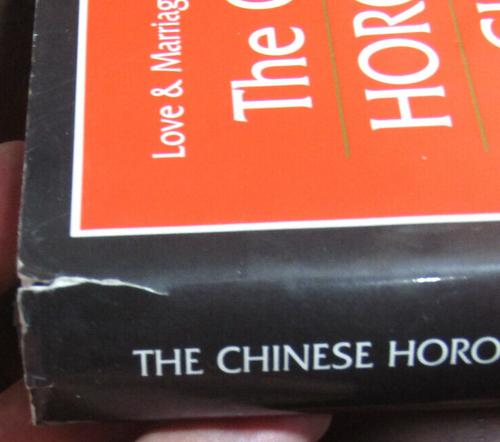 Love & Marriag
The C
HORO
THE CHINESE HORO